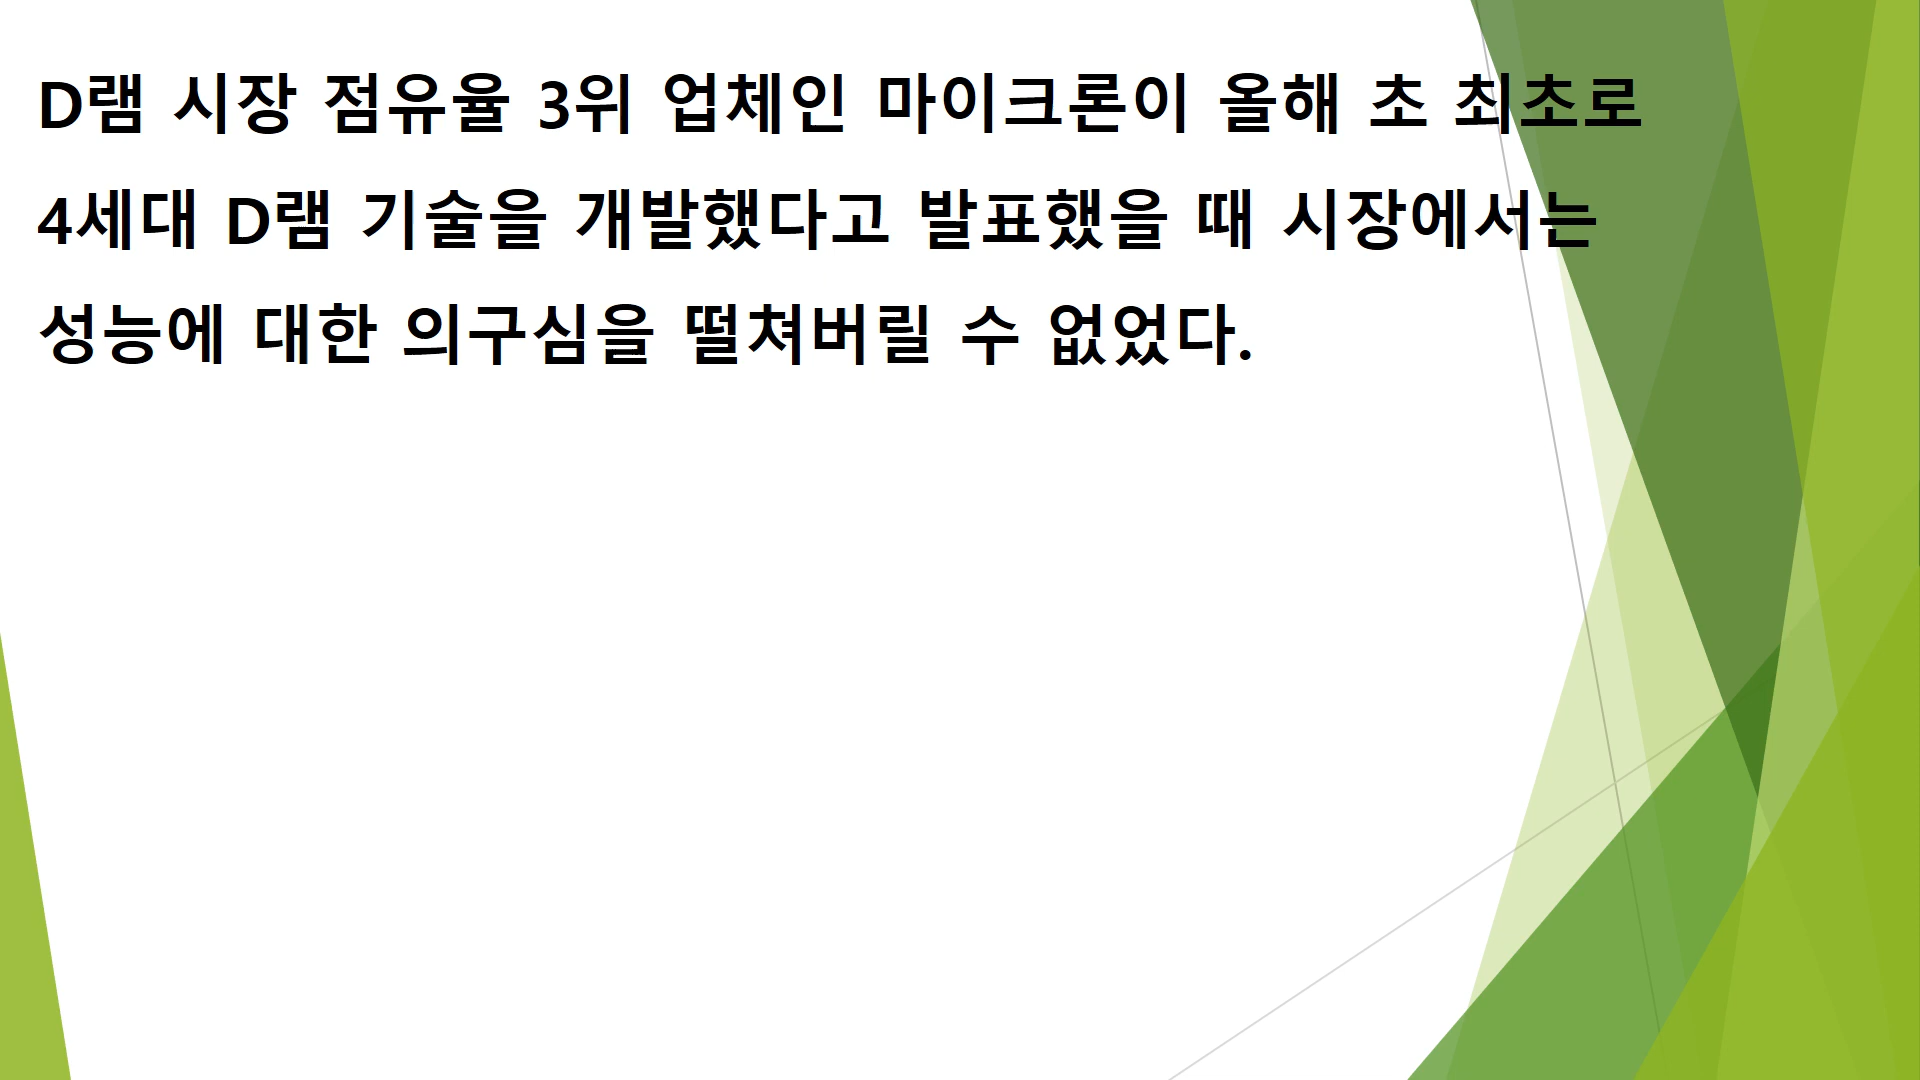 D램 시장 점유율 3위 업체인 마이크론이 올해 초 최초로
4세대 D램 기술을 개발했다고 발표했을 때 시장에서는
성능에 대한 의구심을 떨쳐버릴 수 없었다.